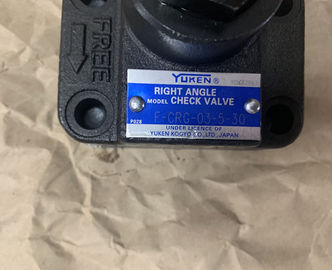 FREE
YUKEN®
RIGHT ANGLE
MODEL CHECK VALVE
F-CRG-03-5-30
P028
UNDER LICENCE OF
YUKEN KOGYO CO.,LTD.,JAPAN